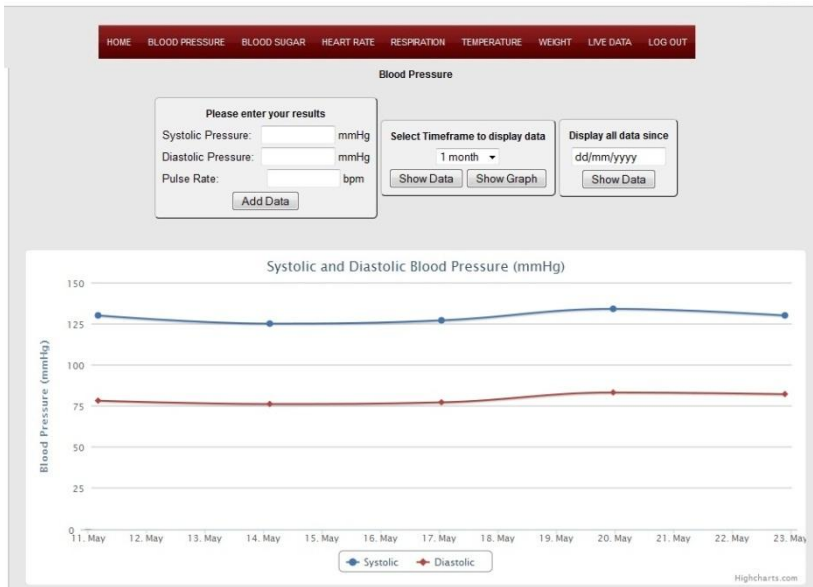 HOME BLOOD PRESSURE BLOOD SUGAR HEART RATE RESPIRATION TEMPERATURE WEIGHT LIVE DATA LOG OUT
Blood Pressure
Please enter your results
Systolic Pressure: mmHg
Diastolic Pressure: mmHg
Pulse Rate: bpm
Add Data
Select Timeframe to display data
1 month
Show Data Show Graph
Display all data since
dd/mm/yyyy
Show Data
Systolic and Diastolic Blood Pressure (mmHg)
Blood Pressure (mmHg)
150
125
100
75
50
25
0
11. May 12. May 13. May 14. May 15. May 16. May 17. May 18. May 19. May 20. May 21. May 22. May 23. May
Systolic Diastolic
Highcharts.com